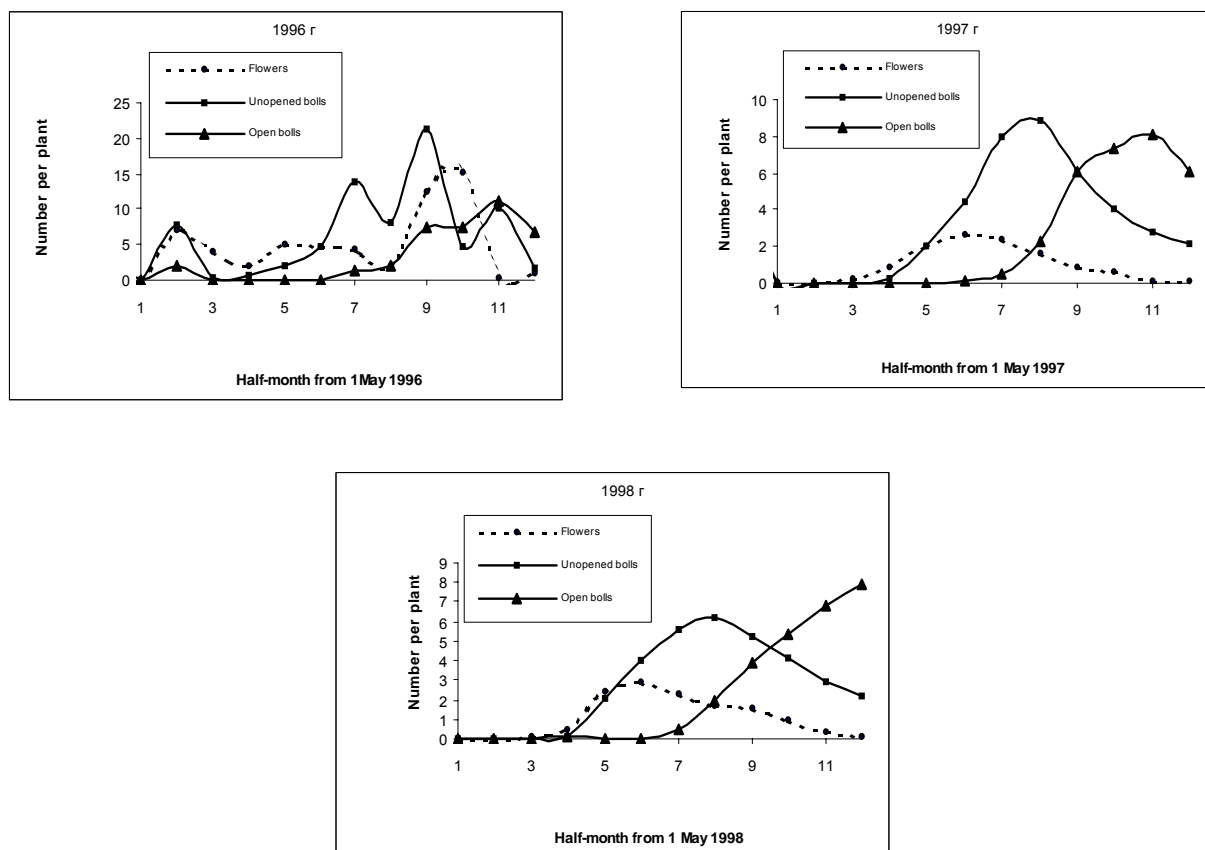 1996 г
Flowers
Unopened bolls
Open bolls
Number per plant
25
20
15
10
5
0
1 3 5 7 9 11
Half-month from 1May 1996
1997 г
Flowers
Unopened bolls
Open bolls
Number per plant
10
8
6
4
2
0
1 3 5 7 9 11
Half-month from 1 May 1997
1998 г
Flowers
Unopened bolls
Open bolls
Number per plant
9
8
7
6
5
4
3
2
1
0
1 3 5 7 9 11
Half-month from 1 May 1998